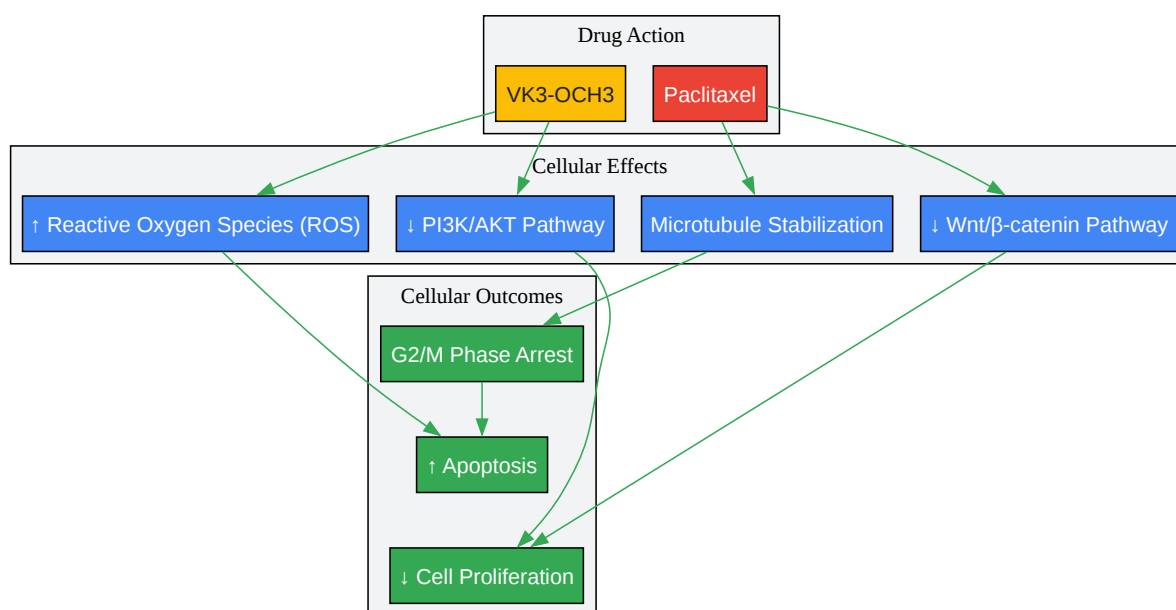 Drug Action
VK3-OCH3
Paclitaxel
Cellular Effects
↑ Reactive Oxygen Species (ROS)
↓ PI3K/AKT Pathway
Microtubule Stabilization
↓ Wnt/β-catenin Pathway
Cellular Outcomes
G2/M Phase Arrest
↑ Apoptosis
↓ Cell Proliferation